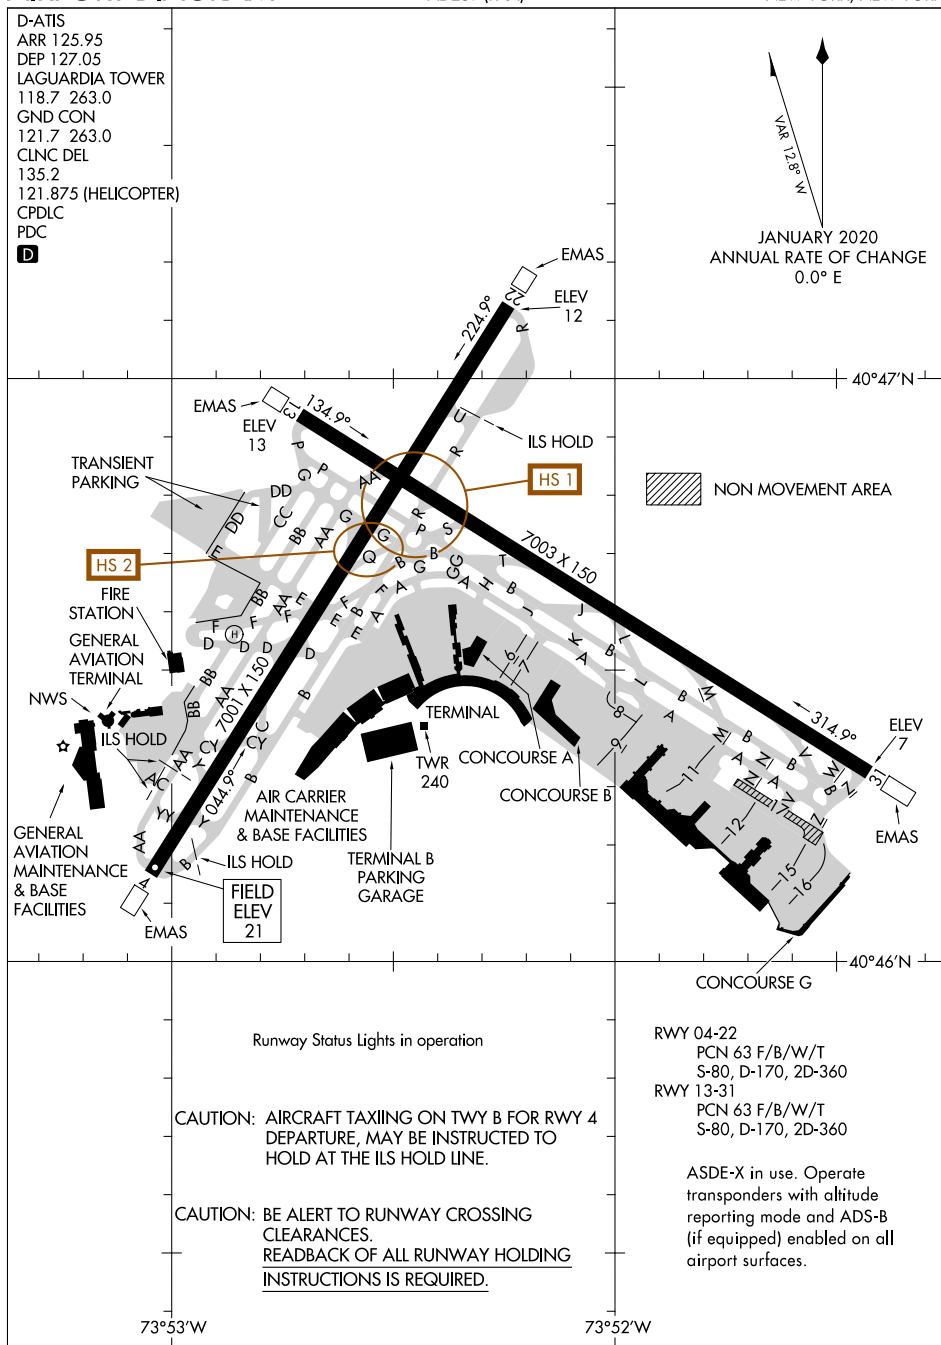 D-ATIS
ARR 125.95
DEP 127.05
LAGUARDIA TOWER
118.7 263.0
GND CON
121.7 263.0
CLNC DEL
135.2
121.875 (HELICOPTER)
CPDLC
PDC
D
VAR 12.8° W
JANUARY 2020
ANNUAL RATE OF CHANGE
0.0° E
EMAS
22
ELEV
12
R
224.9°
40°47'N
EMAS
13
134.9°
ELEV
13
U
ILS HOLD
R
P
P
G
AA
HS 1
TRANSIENT
PARKING
DD
DD
CC
BB
AA
G
G
R
P
S
NON MOVEMENT AREA
7003 X 150
E
HS 2
Q
B
B
G
GG
A
H
T
B
J
J
FIRE
STATION
BB
AA
E
F
F
F
B
F
A
A
E
E
H
D
D
D
D
K
A
L
B
L
GENERAL
AVIATION
TERMINAL
6
7
NWS
BB
BB
AA
7001 X 150
B
TERMINAL
8
9
A
B
M
M
314.9°
ELEV
7
ILS HOLD
CY
CY
C
TWR
240
CONCOURSE A
CONCOURSE B
11
B
B
V
W
N
A
A
N
V
B
Z
Z
31
A
C
AA
Y
Y
Y
Y
044.9°
B
AIR CARRIER
MAINTENANCE
& BASE FACILITIES
17
12
EMAS
GENERAL
AVIATION
MAINTENANCE
& BASE
FACILITIES
AA
B
ILS HOLD
TERMINAL B
PARKING
GARAGE
15
16
4
FIELD
ELEV
21
EMAS
40°46'N
CONCOURSE G
Runway Status Lights in operation
RWY 04-22
PCN 63 F/B/W/T
S-80, D-170, 2D-360
RWY 13-31
PCN 63 F/B/W/T
S-80, D-170, 2D-360
CAUTION: AIRCRAFT TAXIING ON TWY B FOR RWY 4
DEPARTURE, MAY BE INSTRUCTED TO
HOLD AT THE ILS HOLD LINE.
ASDE-X in use. Operate
transponders with altitude
reporting mode and ADS-B
(if equipped) enabled on all
airport surfaces.
CAUTION: BE ALERT TO RUNWAY CROSSING
CLEARANCES.
READBACK OF ALL RUNWAY HOLDING
INSTRUCTIONS IS REQUIRED.
73°53'W
73°52'W